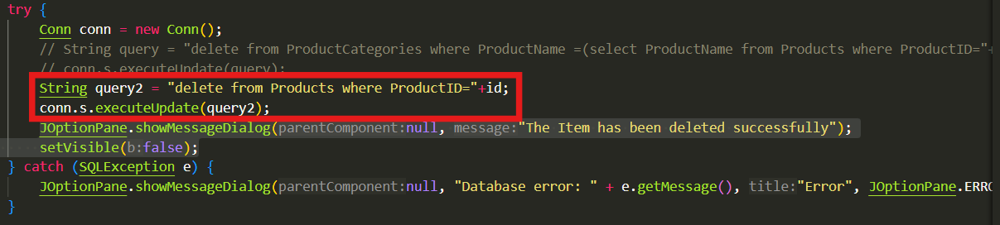 try {
Conn conn = new Conn();
// String query = "delete from ProductCategories where ProductName =(select ProductName from Products where ProductID="+
// conn.s.executeUpdate(query);
String query2 = "delete from Products where ProductID="+id;
conn.s.executeUpdate(query2);
JOptionPane.showMessageDialog(parentComponent:null, message:"The Item has been deleted successfully");
setVisible(b:false);
} catch (SQLException e) {
JOptionPane.showMessageDialog(parentComponent:null, "Database error: " + e.getMessage(), title:"Error", JOptionPane.ERRO
}